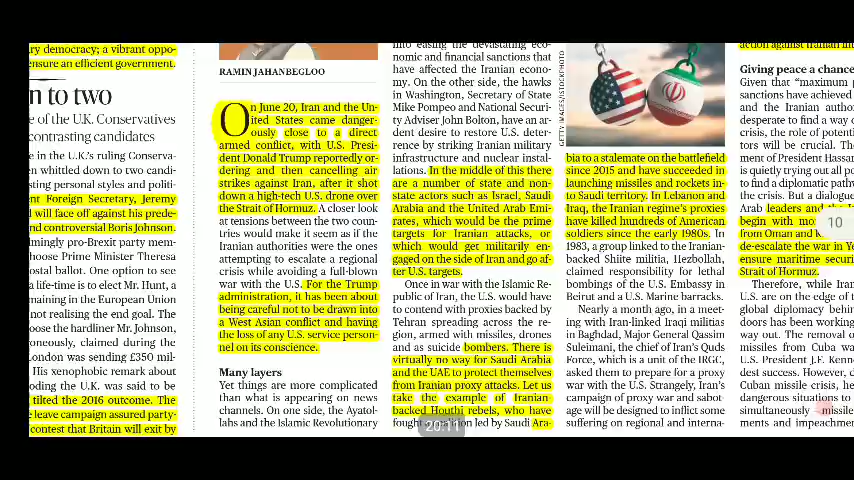 ry democracy; a vibrant oppo-
ensure an efficient government.
n to two
e of the U.K. Conservatives
contrasting candidates
e in the U.K.'s ruling Conserva-
en whittled down to two candi-
sting personal styles and politi-
nt Foreign Secretary, Jeremy
l will face off against his prede-
nd controversial Boris Johnson.
lmingly pro-Brexit party mem-
hoose Prime Minister Theresa
ostal ballot. One option to see
a life-time is to elect Mr. Hunt, a
maining in the European Union
not realising the end goal. The
oose the hardliner Mr. Johnson,
roneously, claimed during the
London was sending £350 mil-
His xenophobic remark about
oding the U.K. was said to be
tilted the 2016 outcome. The
e leave campaign assured party-
contest that Britain will exit by
RAMIN JAHANBEGLOO
On June 20, Iran and the Un-
ited States came danger-
ously close to a direct
armed conflict, with U.S. Presi-
dent Donald Trump reportedly or-
dering and then cancelling air
strikes against Iran, after it shot
down a high-tech U.S. drone over
the Strait of Hormuz. A closer look
at tensions between the two coun-
tries would make it seem as if the
Iranian authorities were the ones
attempting to escalate a regional
crisis while avoiding a full-blown
war with the U.S. For the Trump
administration, it has been about
being careful not to be drawn into
a West Asian conflict and having
the loss of any U.S. service person-
nel on its conscience.
Many layers
Yet things are more complicated
than what is appearing on news
channels. On one side, the Ayatol-
lahs and the Islamic Revolutionary
into easing the devastating eco-
nomic and financial sanctions that
have affected the Iranian econo-
my. On the other side, the hawks
in Washington, Secretary of State
Mike Pompeo and National Securi-
ty Adviser John Bolton, have an ar-
dent desire to restore U.S. deter-
rence by striking Iranian military
infrastructure and nuclear instal-
lations. In the middle of this there
are a number of state and non-
state actors such as Israel, Saudi
Arabia and the United Arab Emi-
rates, which would be the prime
targets for Iranian attacks, or
which would get militarily en-
gaged on the side of Iran and go af-
ter U.S. targets.
Once in war with the Islamic Re-
public of Iran, the U.S. would have
to contend with proxies backed by
Tehran spreading across the re-
gion, armed with missiles, drones
and as suicide bombers. There is
virtually no way for Saudi Arabia
and the UAE to protect themselves
from Iranian proxy attacks. Let us
take the example of Iranian-
backed Houthi rebels, who have
fought led by Saudi Ara-
20:11
GETTY IMAGES/ISTOCKPHOTO
bia to a stalemate on the battlefield
since 2015 and have succeeded in
launching missiles and rockets in-
to Saudi territory. In Lebanon and
Iraq, the Iranian regime's proxies
have killed hundreds of American
soldiers since the early 1980s. In
1983, a group linked to the Iranian-
backed Shiite militia, Hezbollah,
claimed responsibility for lethal
bombings of the U.S. Embassy in
Beirut and a U.S. Marine barracks.
Nearly a month ago, in a meet-
ing with Iran-linked Iraqi militias
in Baghdad, Major General Qassim
Suleimani, the chief of Iran's Quds
Force, which is a unit of the IRGC,
asked them to prepare for a proxy
war with the U.S. Strangely, Iran's
campaign of proxy war and sabot-
age will be designed to inflict some
suffering on regional and interna-
action against Iranian
Giving peace a chance
Given that "maximum p
sanctions have achieved
and the Iranian author
desperate to find a way o
crisis, the role of potenti
tors will be crucial. The
ment of President Hassan
is quietly trying out all po
to find a diplomatic pathw
the crisis. But a dialogue
Arab leaders and the I
begin with mo
from Oman and K
de-escalate the war in Ye
ensure maritime securi
Strait of Hormuz.
Therefore, while Iran
U.S. are on the edge of t
global diplomacy behin
doors has been working
way out. The removal o
missiles from Cuba wa
U.S. President J.F. Kenne
dest success. However, d
Cuban missile crisis, he
dangerous situations to
simultaneously – missile
ments and impeachmen
10